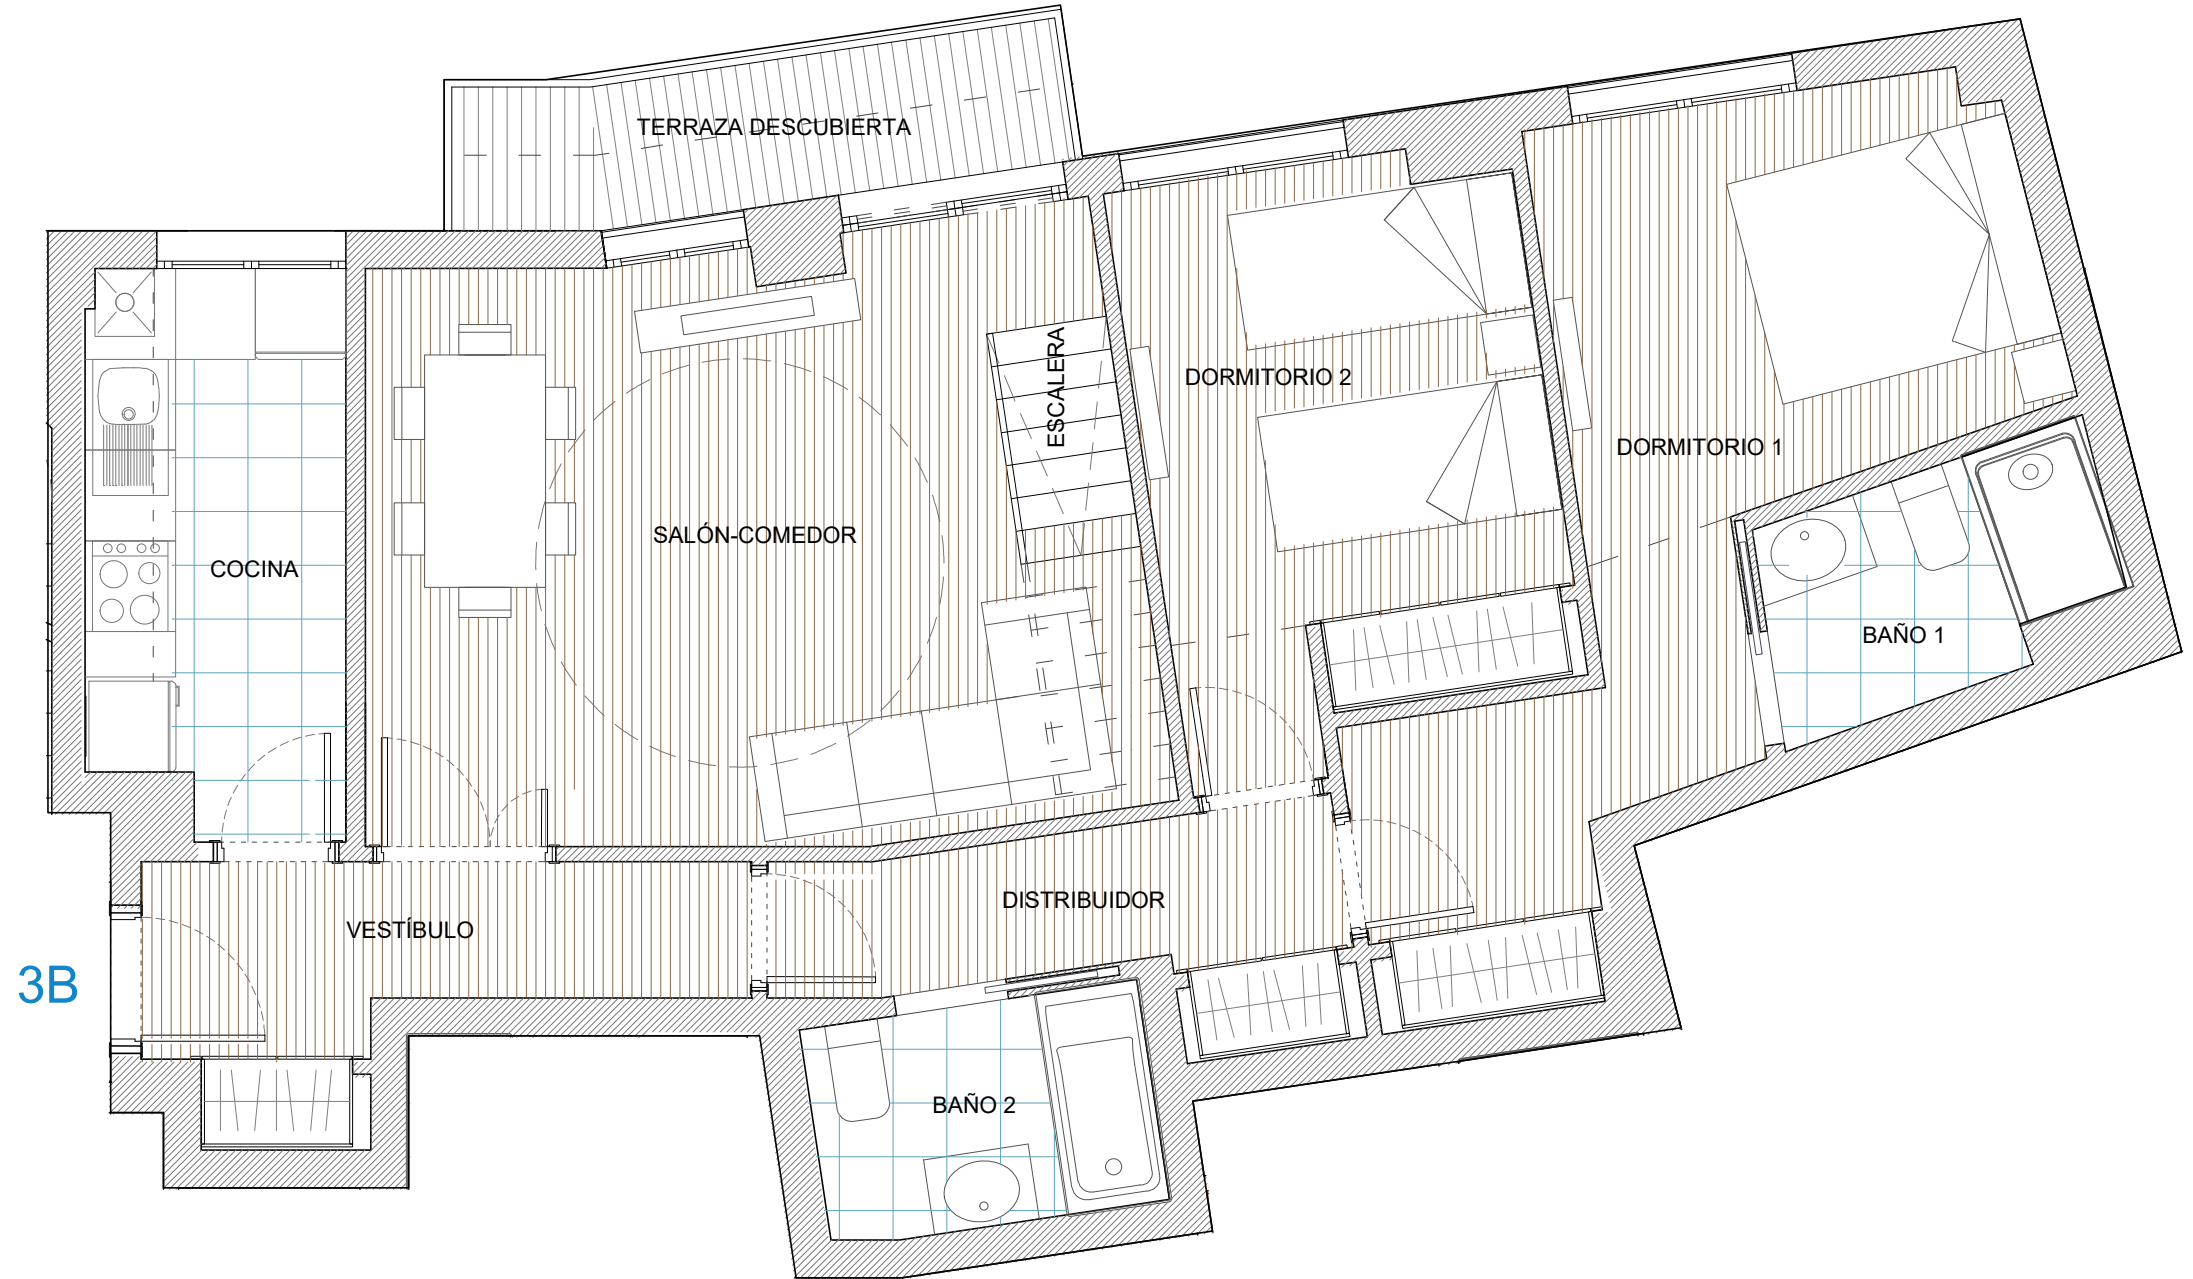 TERRAZA DESCUBIERTA
ESCALERA
DORMITORIO 2
DORMITORIO 1
SALÓN-COMEDOR
COCINA
BAÑO 1
DISTRIBUIDOR
VESTÍBULO
3B
BAÑO 2